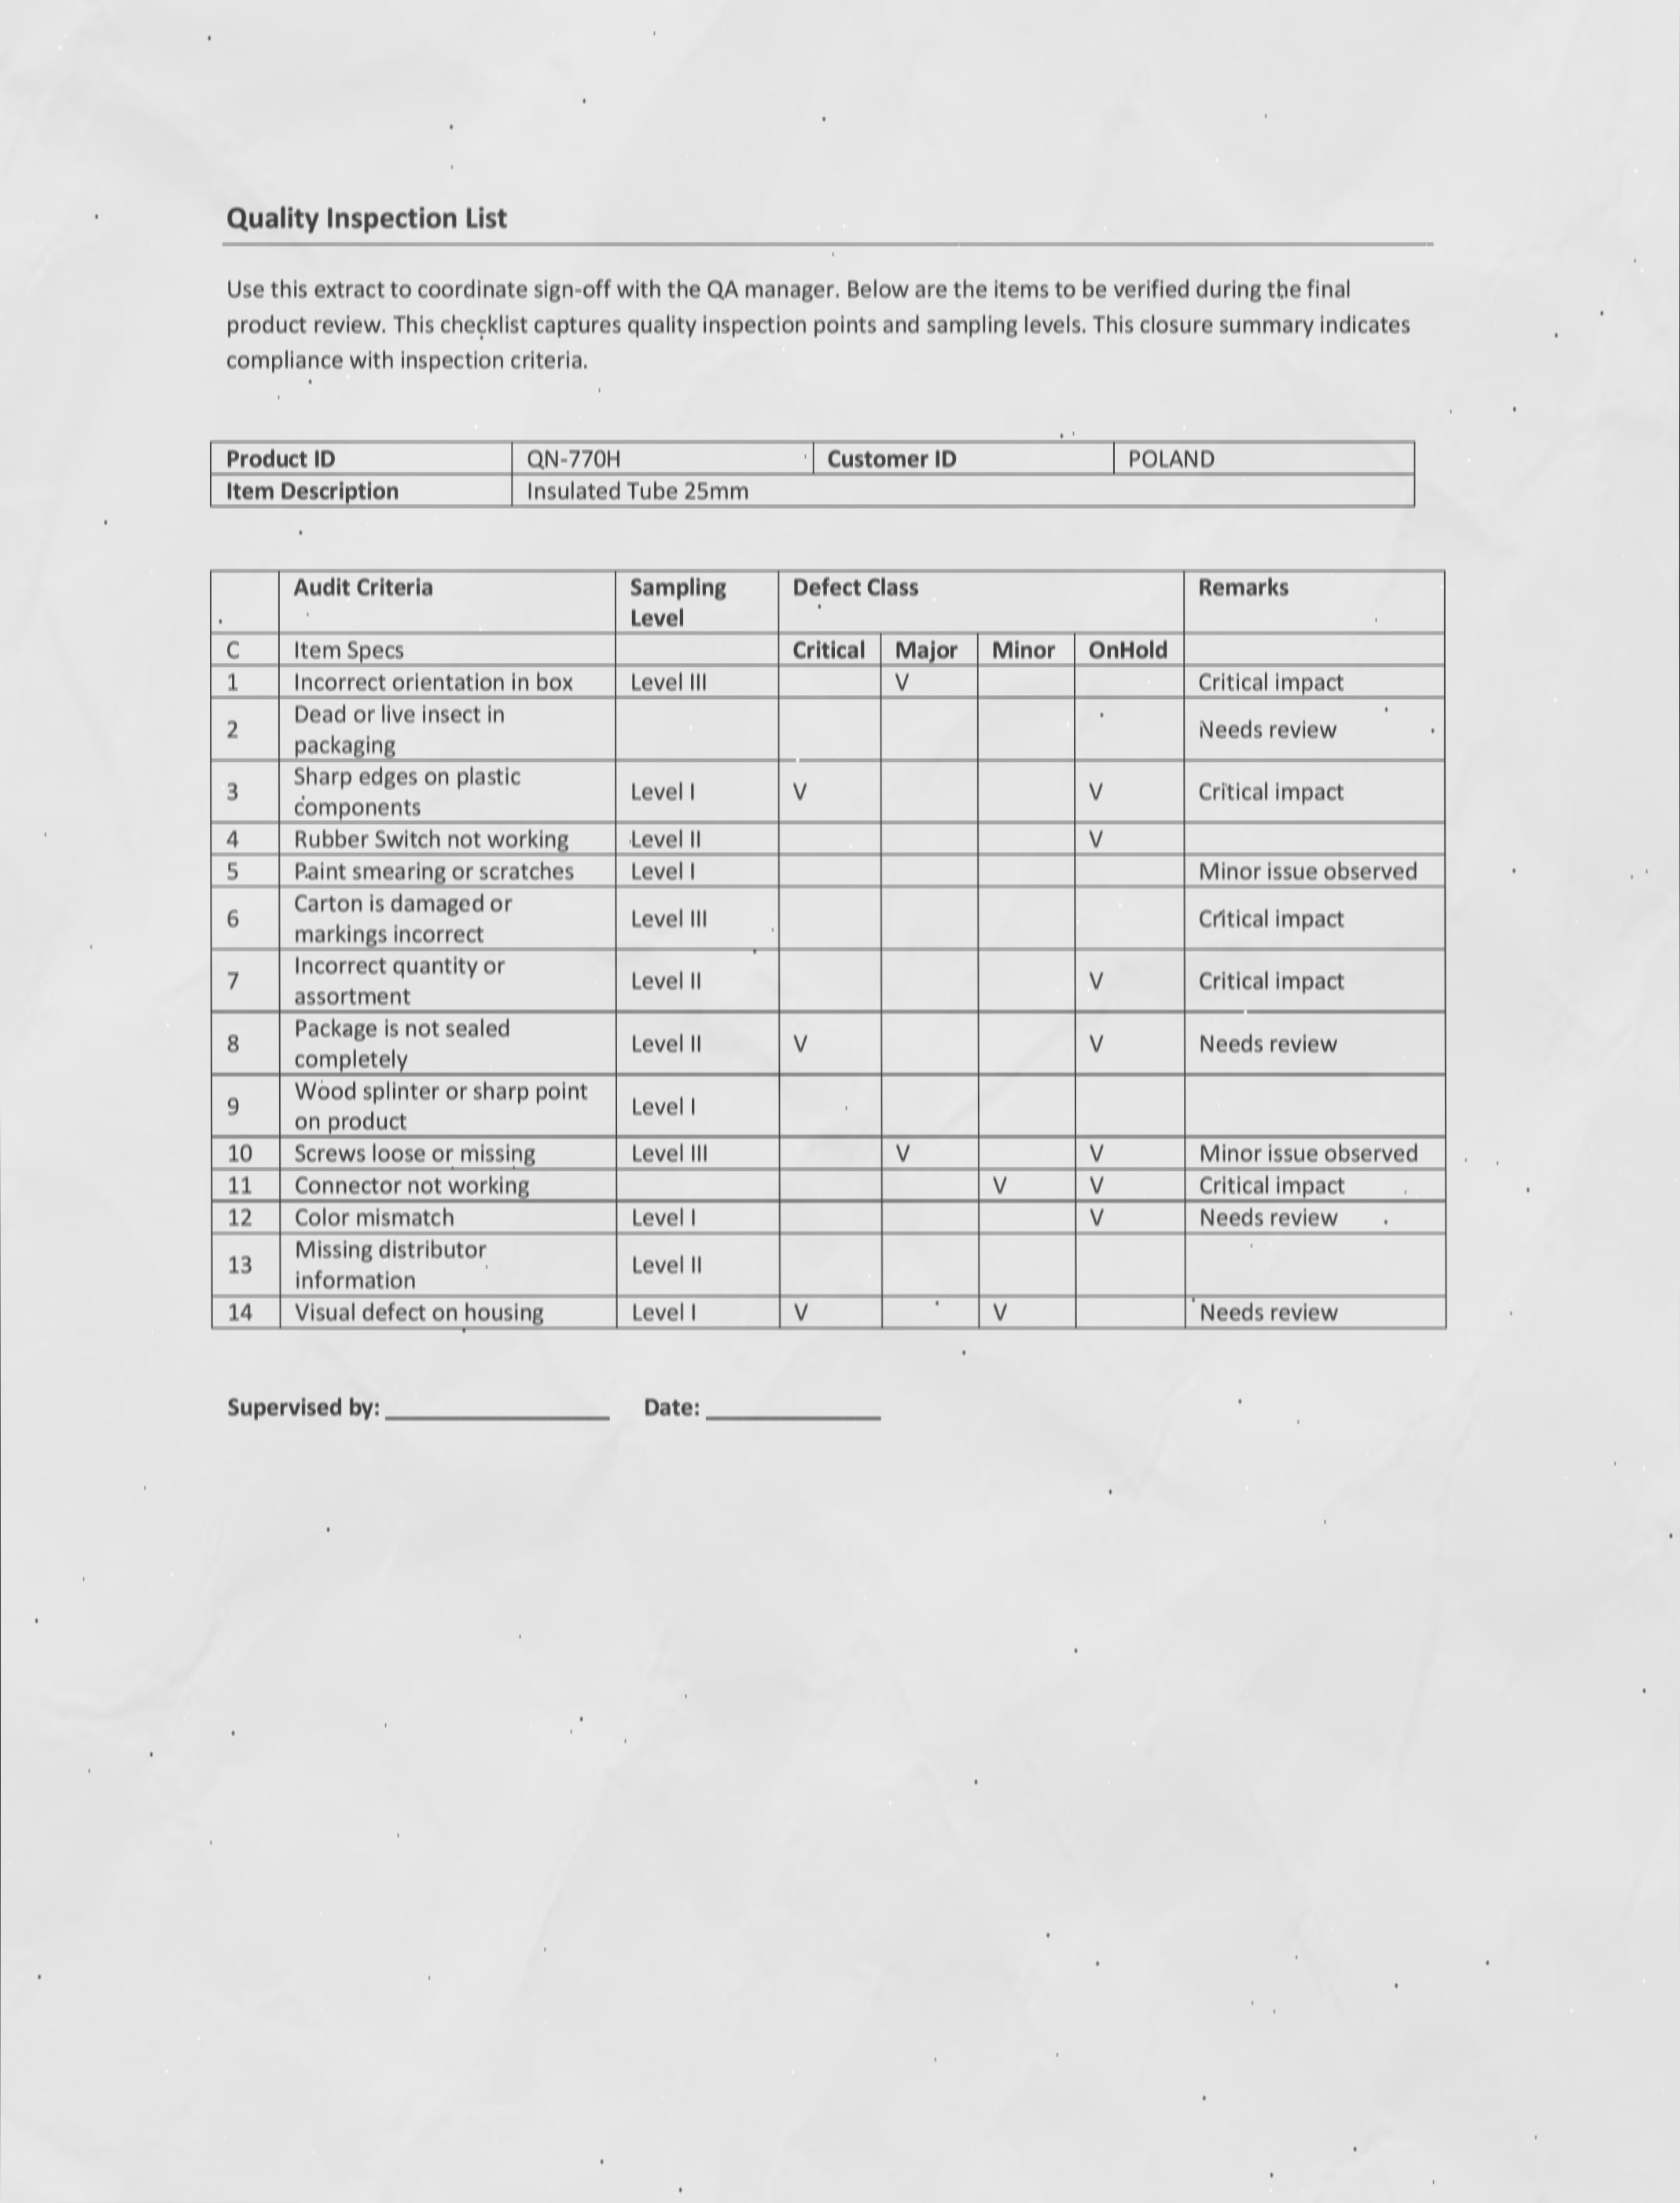 Quality Inspection List
Use this extract to coordinate sign-off with the QA manager. Below are the items to be verified during the final
product review. This checklist captures quality inspection points and sampling levels. This closure summary indicates
compliance with inspection criteria.
Product ID QN-770H Customer ID POLAND
Item Description Insulated Tube 25mm
Audit Criteria Sampling Level Defect Class Remarks
C Item Specs Critical Major Minor OnHold
1 Incorrect orientation in box Level III V Critical impact
2 Dead or live insect in packaging Needs review
3 Sharp edges on plastic components Level I V V Critical impact
4 Rubber Switch not working Level II V
5 Paint smearing or scratches Level I Minor issue observed
6 Carton is damaged or markings incorrect Level III Critical impact
7 Incorrect quantity or assortment Level II V Critical impact
8 Package is not sealed completely Level II V V Needs review
9 Wood splinter or sharp point on product Level I
10 Screws loose or missing Level III V V Minor issue observed
11 Connector not working V V Critical impact
12 Color mismatch Level I V Needs review
13 Missing distributor information Level II
14 Visual defect on housing Level I V V Needs review
Supervised by: Date: